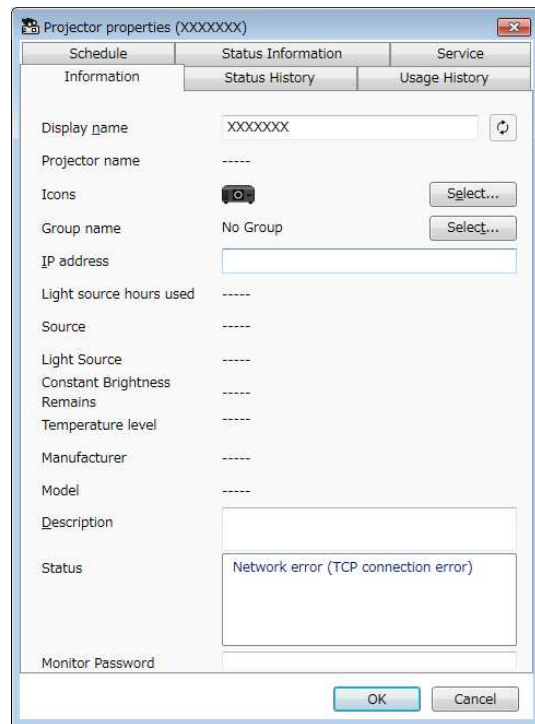 Projector properties (XXXXXXX)
Schedule Status Information Service
Information Status History Usage History
Display name XXXXXXX
Projector name -----
Icons Select...
Group name No Group Select...
IP address
Light source hours used -----
Source -----
Light Source -----
Constant Brightness
Remains -----
Temperature level -----
Manufacturer -----
Model -----
Description
Status Network error (TCP connection error)
Monitor Password
OK Cancel